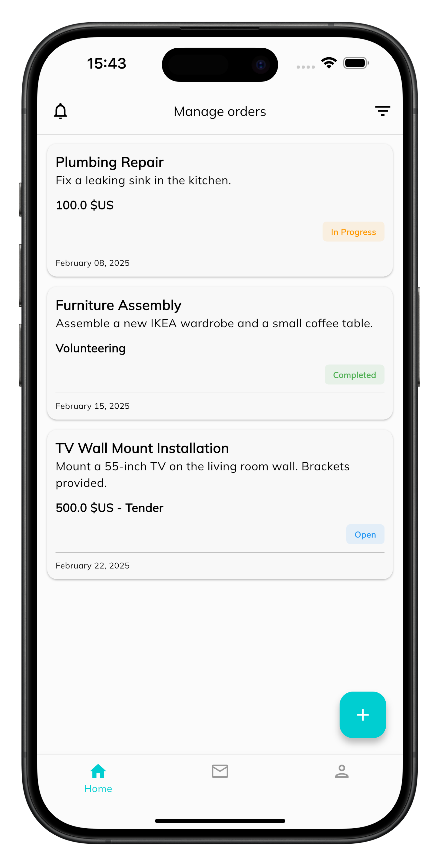 15:43
Manage orders
Plumbing Repair
Fix a leaking sink in the kitchen.
100.0 $US
In Progress
February 08, 2025
Furniture Assembly
Assemble a new IKEA wardrobe and a small coffee table.
Volunteering
Completed
February 15, 2025
TV Wall Mount Installation
Mount a 55-inch TV on the living room wall. Brackets
provided.
500.0 $US - Tender
Open
February 22, 2025
Home